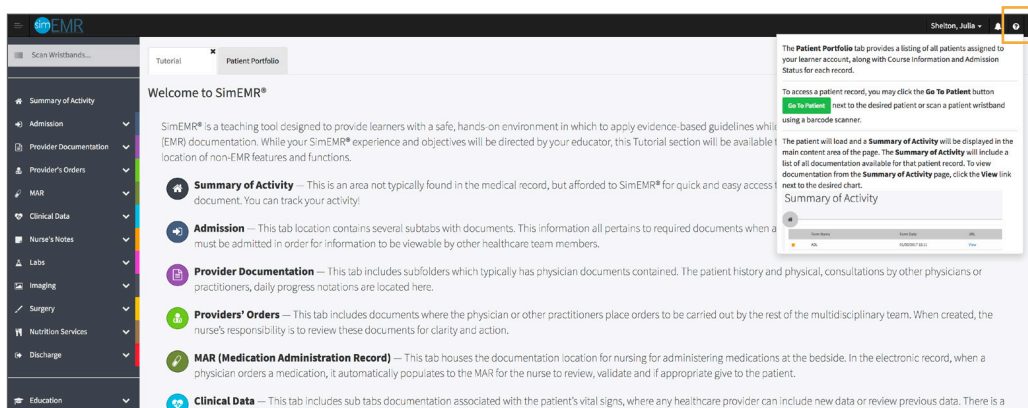 simEMR
Shelton, Julia
Scan Wristbands...
Summary of Activity
Admission
Provider Documentation
Provider's Orders
MAR
Clinical Data
Nurse's Notes
Labs
Imaging
Surgery
Nutrition Services
Discharge
Education
Tutorial
Patient Portfolio
Welcome to SimEMR®
SimEMR® is a teaching tool designed to provide learners with a safe, hands-on environment in which to apply evidence-based guidelines while
(EMR) documentation. While your SimEMR® experience and objectives will be directed by your educator, this Tutorial section will be available
location of non-EMR features and functions.
Summary of Activity — This is an area not typically found in the medical record, but afforded to SimEMR® for quick and easy access
document. You can track your activity!
Admission — This tab location contains several subtabs with documents. This information all pertains to required documents when a
must be admitted in order for information to be viewable by other healthcare team members.
Provider Documentation — This tab includes subfolders which typically has physician documents contained. The patient history and physical, consultations by other physicians or
practitioners, daily progress notations are located here.
Providers' Orders — This tab includes documents where the physician or other practitioners place orders to be carried out by the rest of the multidisciplinary team. When created, the
nurse's responsibility is to review these documents for clarity and action.
MAR (Medication Administration Record) — This tab houses the documentation location for nursing for administering medications at the bedside. In the electronic record, when a
physician orders a medication, it automatically populates to the MAR for the nurse to review, validate and if appropriate give to the patient.
Clinical Data — This tab includes sub tabs documentation associated with the patient's vital signs, where any healthcare provider can include new data or review previous data. There is a
The Patient Portfolio tab provides a listing of all patients assigned to
your learner account, along with Course Information and Admission
Status for each record.
To access a patient record, you may click the Go To Patient button
Go To Patient next to the desired patient or scan a patient wristband
using a barcode scanner.
The patient will load and a Summary of Activity will be displayed in the
main content area of the page. The Summary of Activity will include a
list of all documentation available for that patient record. To view
documentation from the Summary of Activity page, click the View link
next to the desired chart.
Summary of Activity
Form Name Form Date URL
View